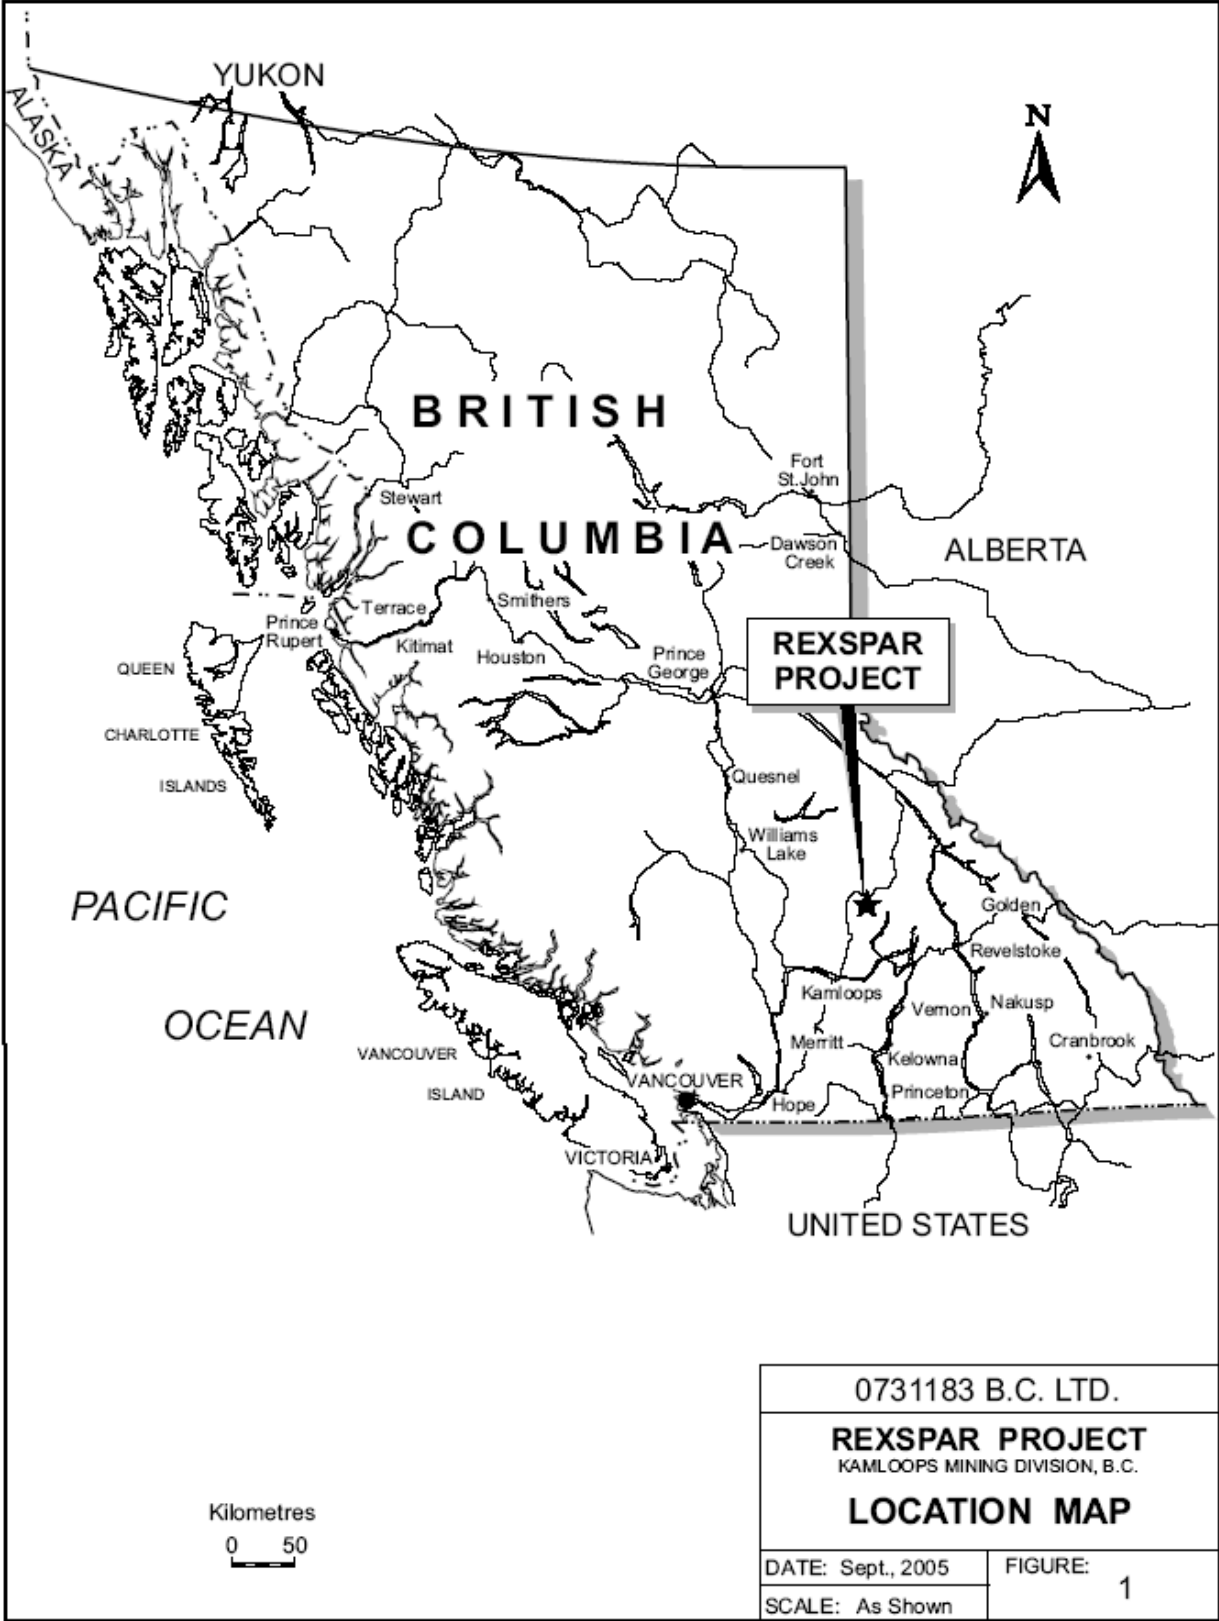 YUKON
ALASKA
N
BRITISH
Fort
St.John
Stewart
COLUMBIA
Dawson
Creek
ALBERTA
Smithers
Terrace
Prince
Rupert
Kitimat
Houston
Prince
George
REXSPAR
PROJECT
QUEEN
CHARLOTTE
ISLANDS
Quesnel
Williams
Lake
PACIFIC
OCEAN
Golden
Revelstoke
Kamloops
Vernon
Nakusp
Merritt
Cranbrook
Kelowna
VANCOUVER
ISLAND
VANCOUVER
Princeton
Hope
VICTORIA
UNITED STATES
0731183 B.C. LTD.
REXSPAR PROJECT
KAMLOOPS MINING DIVISION, B.C.
LOCATION MAP
Kilometres
0 50
DATE: Sept., 2005
FIGURE:
1
SCALE: As Shown